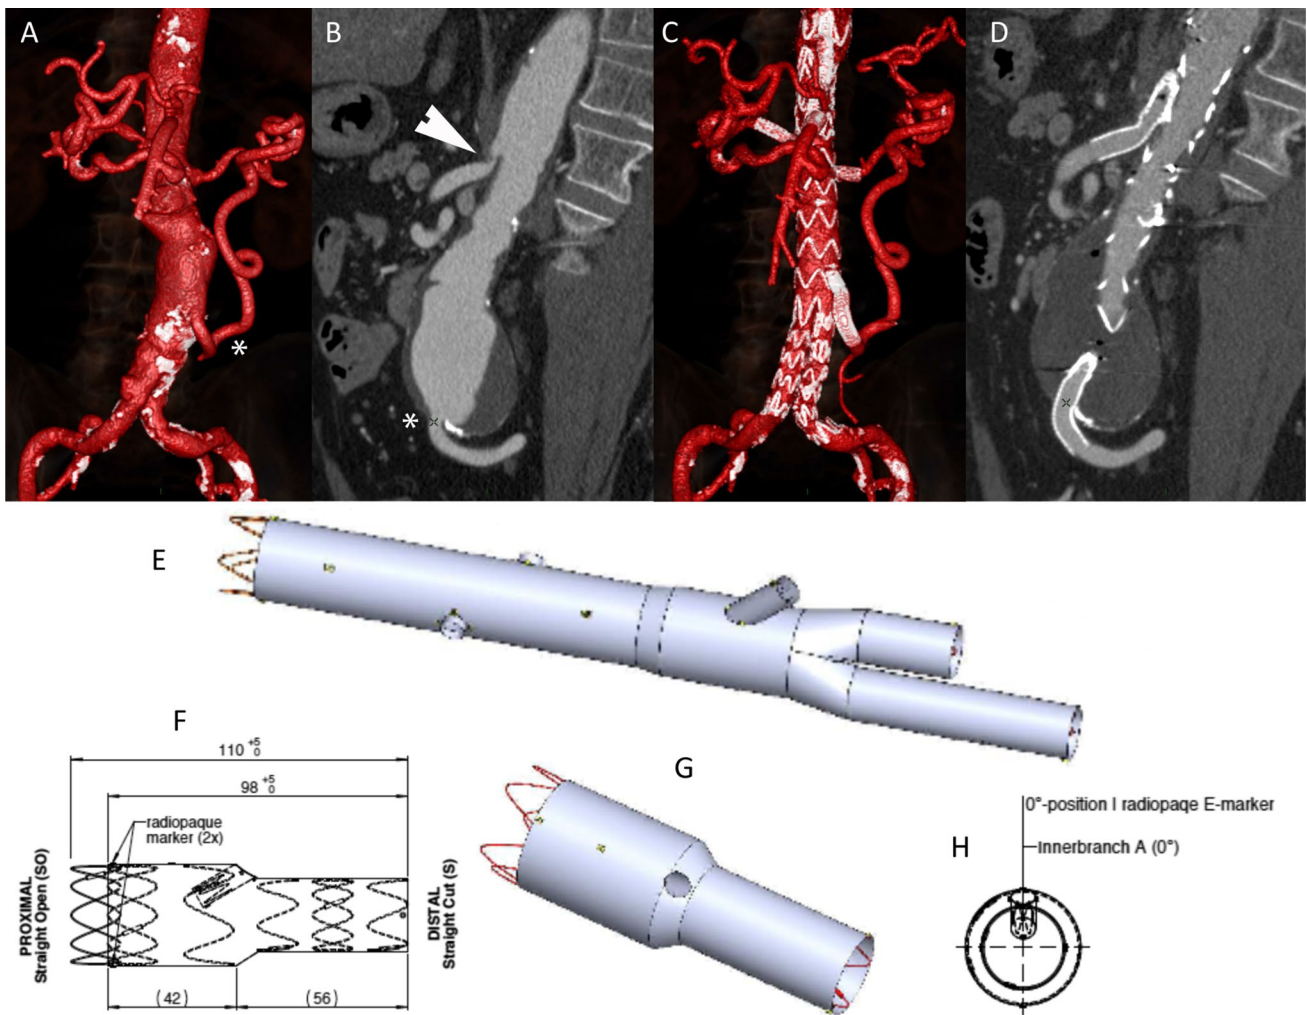 A
B
C
D
*
*
E
F
110 +5 0
98 +5 0
radiopaque
marker (2x)
PROXIMAL
Straight Open (SO)
DISTAL
Straight Cut (S)
(42)
(56)
G
H
0°-position I radiopaqe E-marker
Innerbranch A (0°)